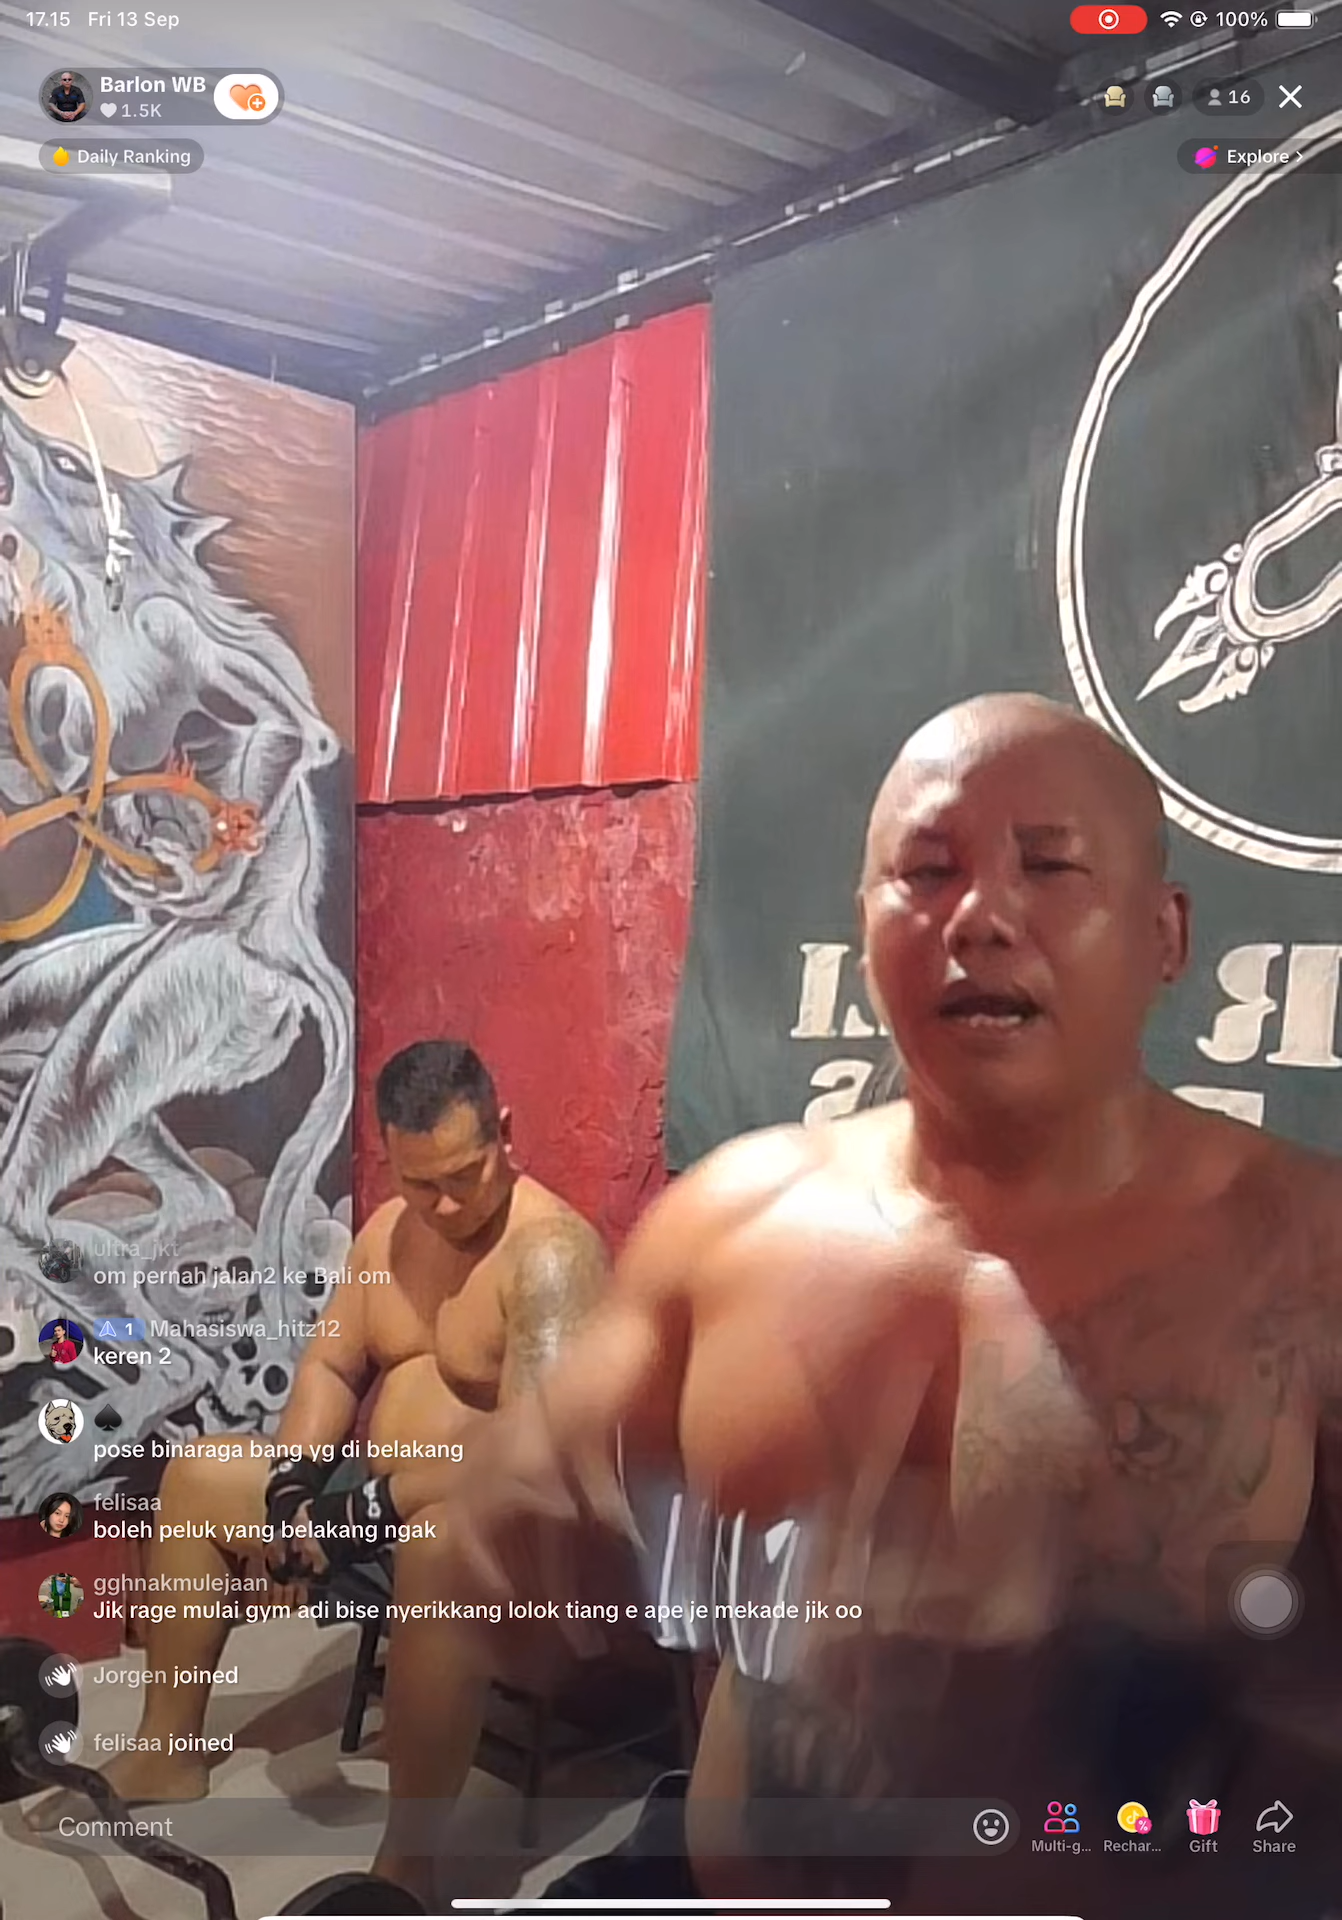 17.15 Fri 13 Sep
100%
Barlon WB
1.5K
16
Daily Ranking
Explore
ultra_jkt
om pernah jalan2 ke Bali om
1 Mahasiswa_hitz12
keren 2
pose binaraga bang yg di belakang
felisaa
boleh peluk yang belakang ngak
gghnakmulejaan
Jik rage mulai gym adi bise nyerikkang lolok tiang e ape je mekade jik oo
Jorgen joined
felisaa joined
Comment
Multi-g...
Rechar...
Gift
Share